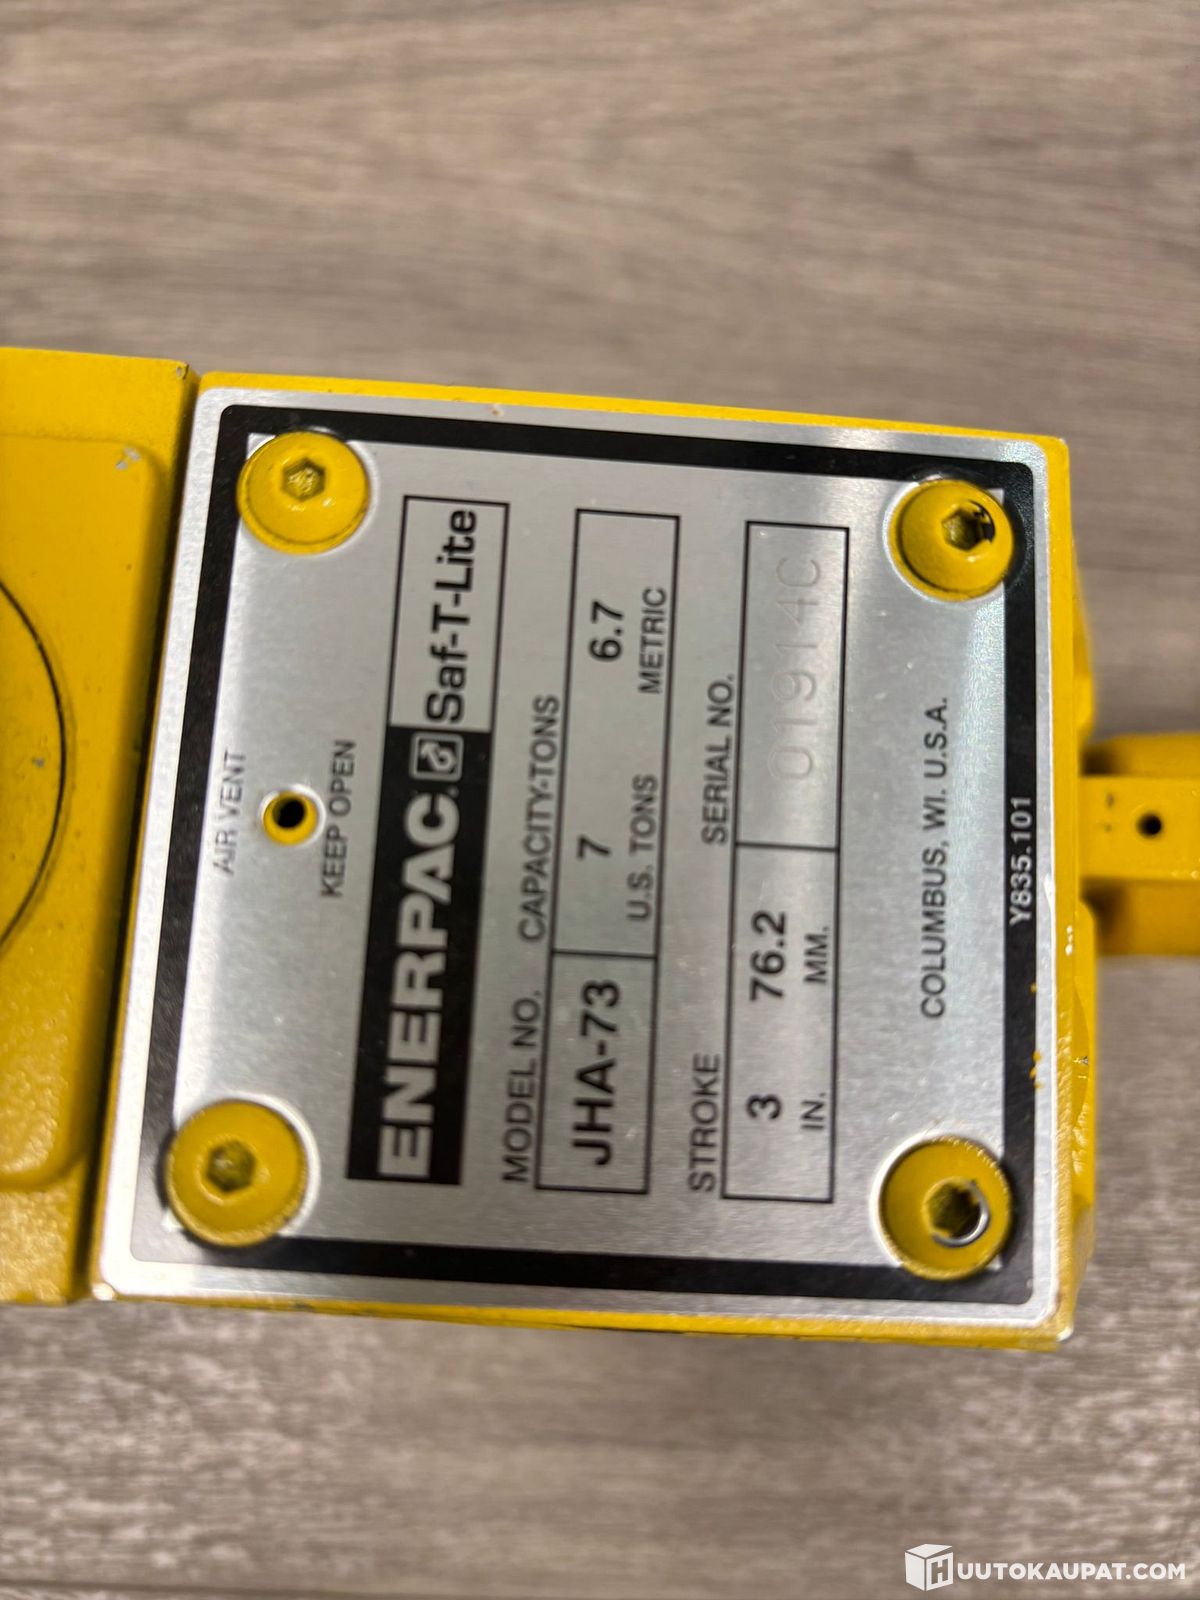 AIR VENT
KEEP OPEN
ENERPAC. Saf-T-Lite
MODEL NO. CAPACITY-TONS
JHA-73 7 6.7
U.S. TONS METRIC
STROKE SERIAL NO.
3 76.2 01914C
IN. MM.
COLUMBUS, WI. U.S.A.
Y835.101
HUUTOKAUPAT.COM